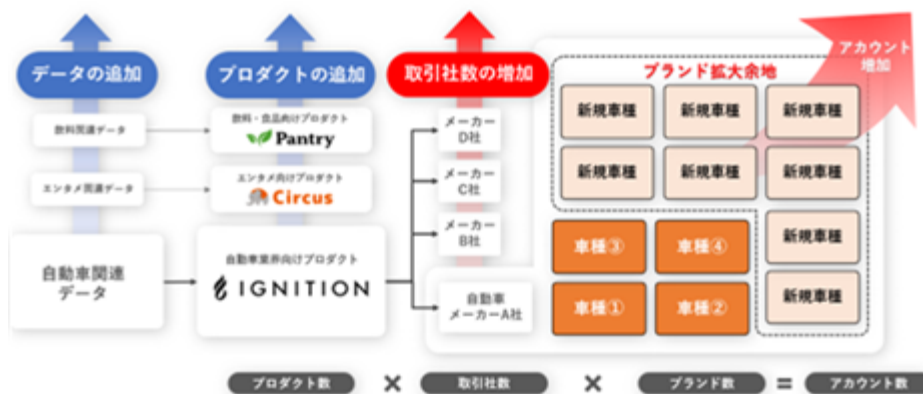 データの追加
プロダクトの追加
取引社数の増加
アカウント
増加
ブランド拡大余地
飲料関連データ
飲料・食品向けプロダクト
Pantry
エンタメ関連データ
エンタメ向けプロダクト
Circus
自動車関連
データ
自動車業界向けプロダクト
IGNITION
メーカー
D社
メーカー
C社
メーカー
B社
自動車
メーカーA社
新規車種
新規車種
新規車種
新規車種
新規車種
新規車種
車種③
車種④
新規車種
車種①
車種②
新規車種
プロダクト数
×
取引社数
×
ブランド数
=
アカウント数